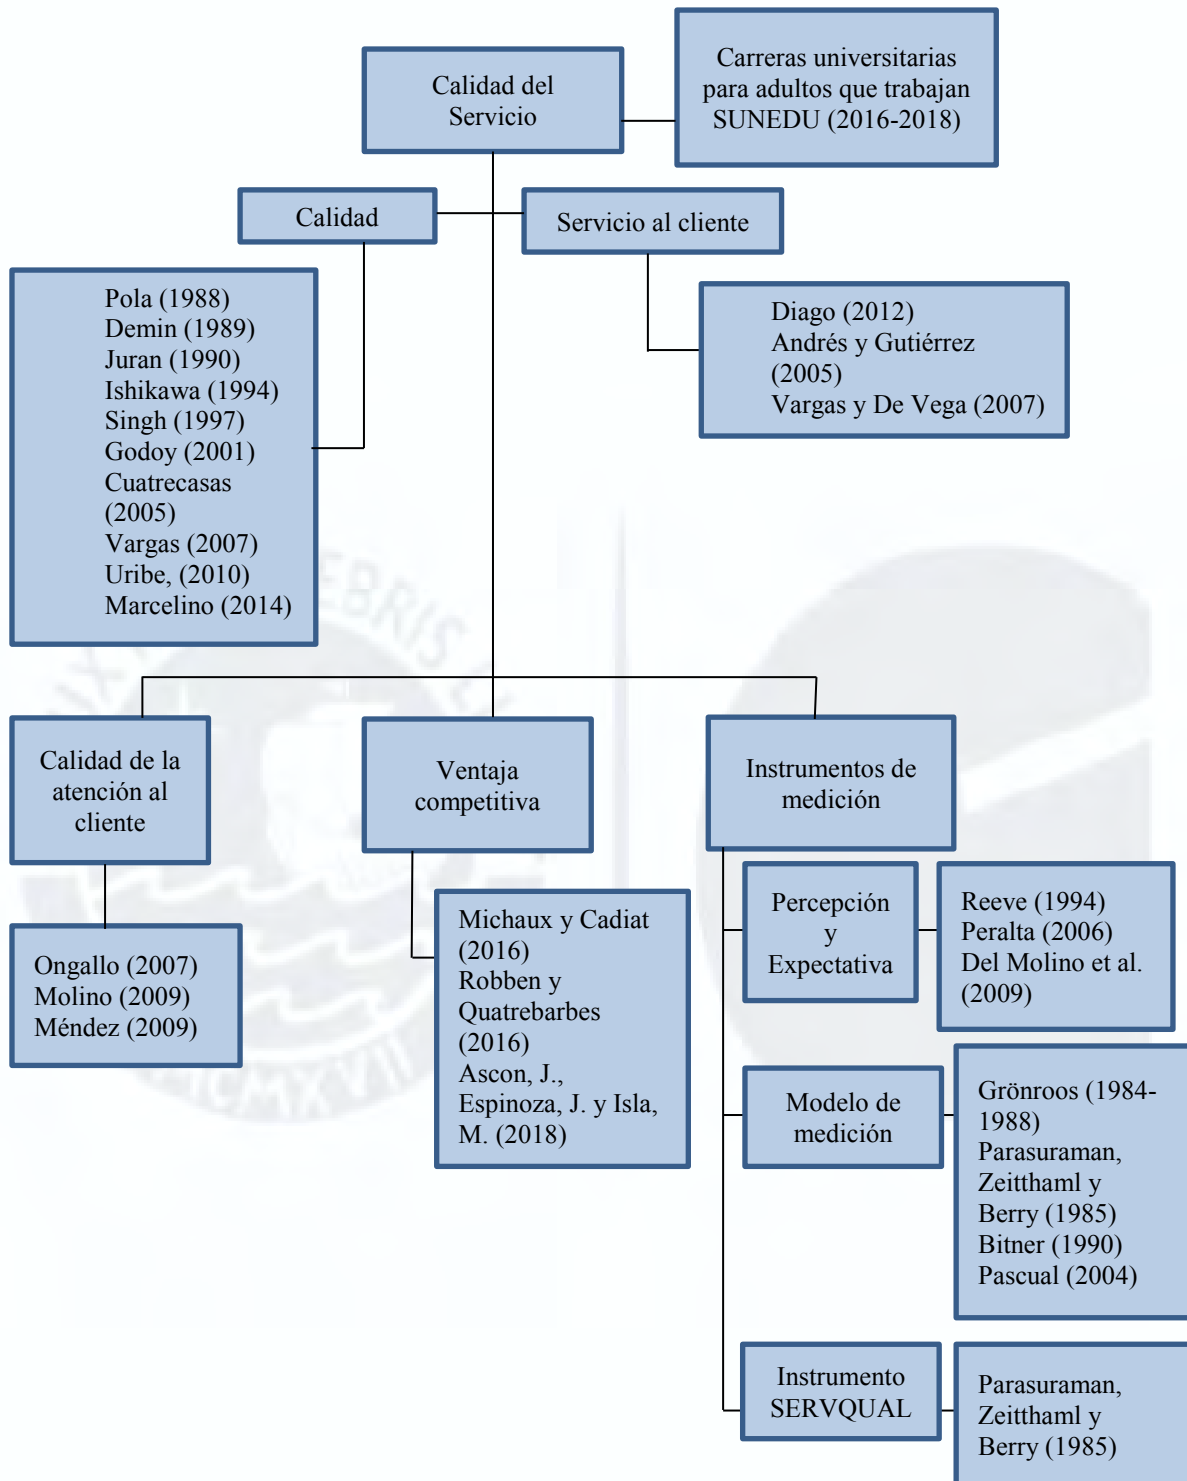 Calidad del
Servicio
Carreras universitarias
para adultos que trabajan
SUNEDU (2016-2018)
Calidad
Servicio al cliente
Pola (1988)
Demin (1989)
Juran (1990)
Ishikawa (1994)
Singh (1997)
Godoy (2001)
Cuatrecasas
(2005)
Vargas (2007)
Uribe, (2010)
Marcelino (2014)
Diago (2012)
Andrés y Gutiérrez
(2005)
Vargas y De Vega (2007)
Calidad de la
atención al
cliente
Ventaja
competitiva
Instrumentos de
medición
Ongallo (2007)
Molino (2009)
Méndez (2009)
Michaux y Cadiat
(2016)
Robben y
Quatrebarbes
(2016)
Ascon, J.,
Espinoza, J. y Isla,
M. (2018)
Percepción
y
Expectativa
Reeve (1994)
Peralta (2006)
Del Molino et al.
(2009)
Modelo de
medición
Grönroos (1984-
1988)
Parasuraman,
Zeitthaml y
Berry (1985)
Bitner (1990)
Pascual (2004)
Instrumento
SERVQUAL
Parasuraman,
Zeitthaml y
Berry (1985)
MCMXVII